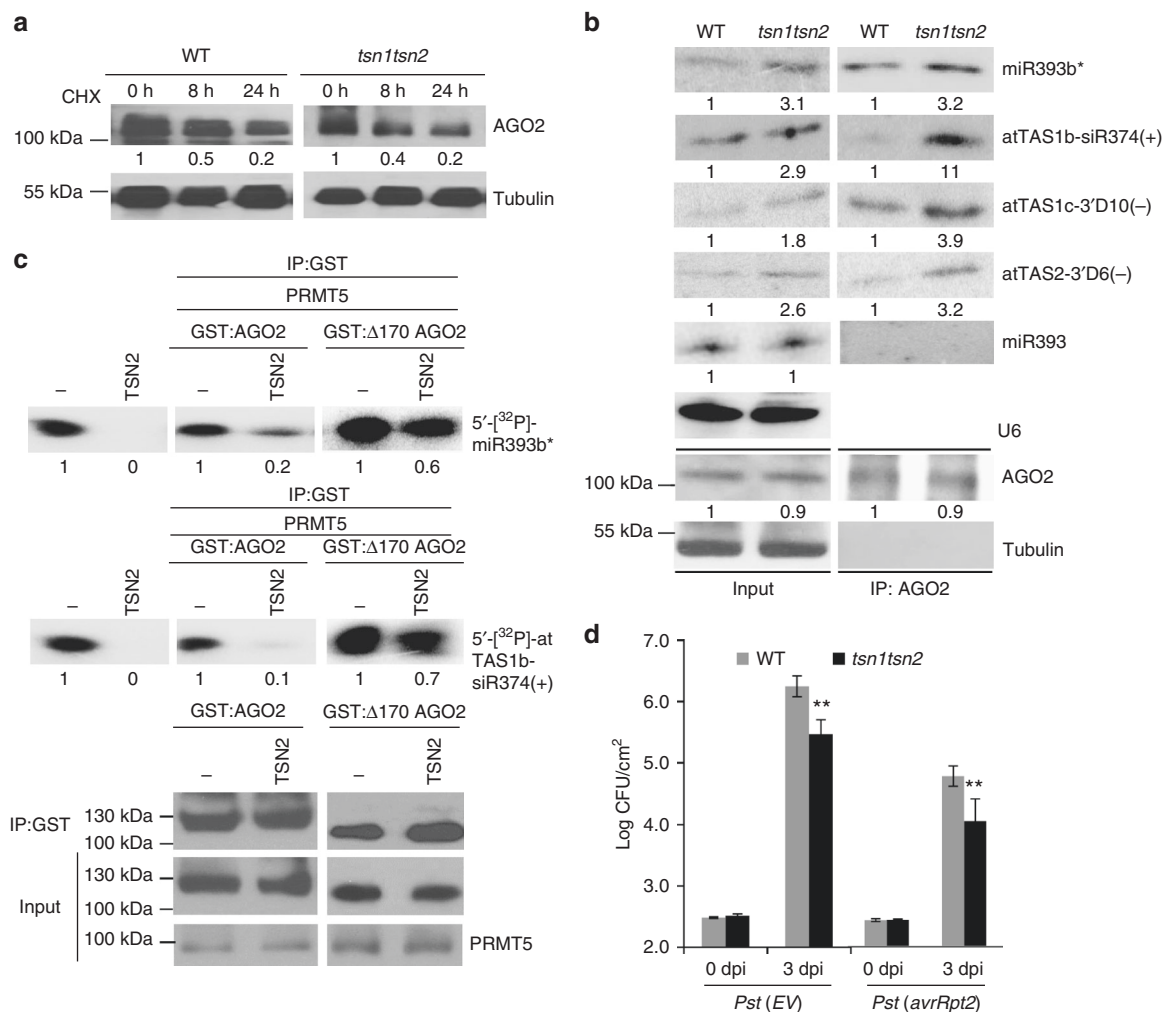 a
WT
tsn1tsn2
CHX
0 h 8 h 24 h
0 h 8 h 24 h
AGO2
100 kDa
1 0.5 0.2
1 0.4 0.2
55 kDa
Tubulin
b
WT tsn1tsn2 WT tsn1tsn2
miR393b*
1 3.1 1 3.2
atTAS1b-siR374(+)
1 2.9 1 11
atTAS1c-3′D10(–)
1 1.8 1 3.9
atTAS2-3′D6(–)
1 2.6 1 3.2
miR393
1 1
U6
AGO2
100 kDa
1 0.9 1 0.9
55 kDa
Tubulin
Input IP: AGO2
c
IP:GST
PRMT5
GST:AGO2 GST:Δ170 AGO2
– TSN2 – TSN2 – TSN2
5′-[32P]-
miR393b*
1 0 1 0.2 1 0.6
IP:GST
PRMT5
GST:AGO2 GST:Δ170 AGO2
– TSN2 – TSN2 – TSN2
5′-[32P]-at
TAS1b-
siR374(+)
1 0 1 0.1 1 0.7
GST:AGO2 GST:Δ170 AGO2
– TSN2 – TSN2
IP:GST
130 kDa
100 kDa
Input
130 kDa
100 kDa
100 kDa
PRMT5
d
WT tsn1tsn2
Log CFU/cm2
7.0
6.0
5.0
4.0
3.0
2.0
**
**
0 dpi 3 dpi 0 dpi 3 dpi
Pst (EV) Pst (avrRpt2)